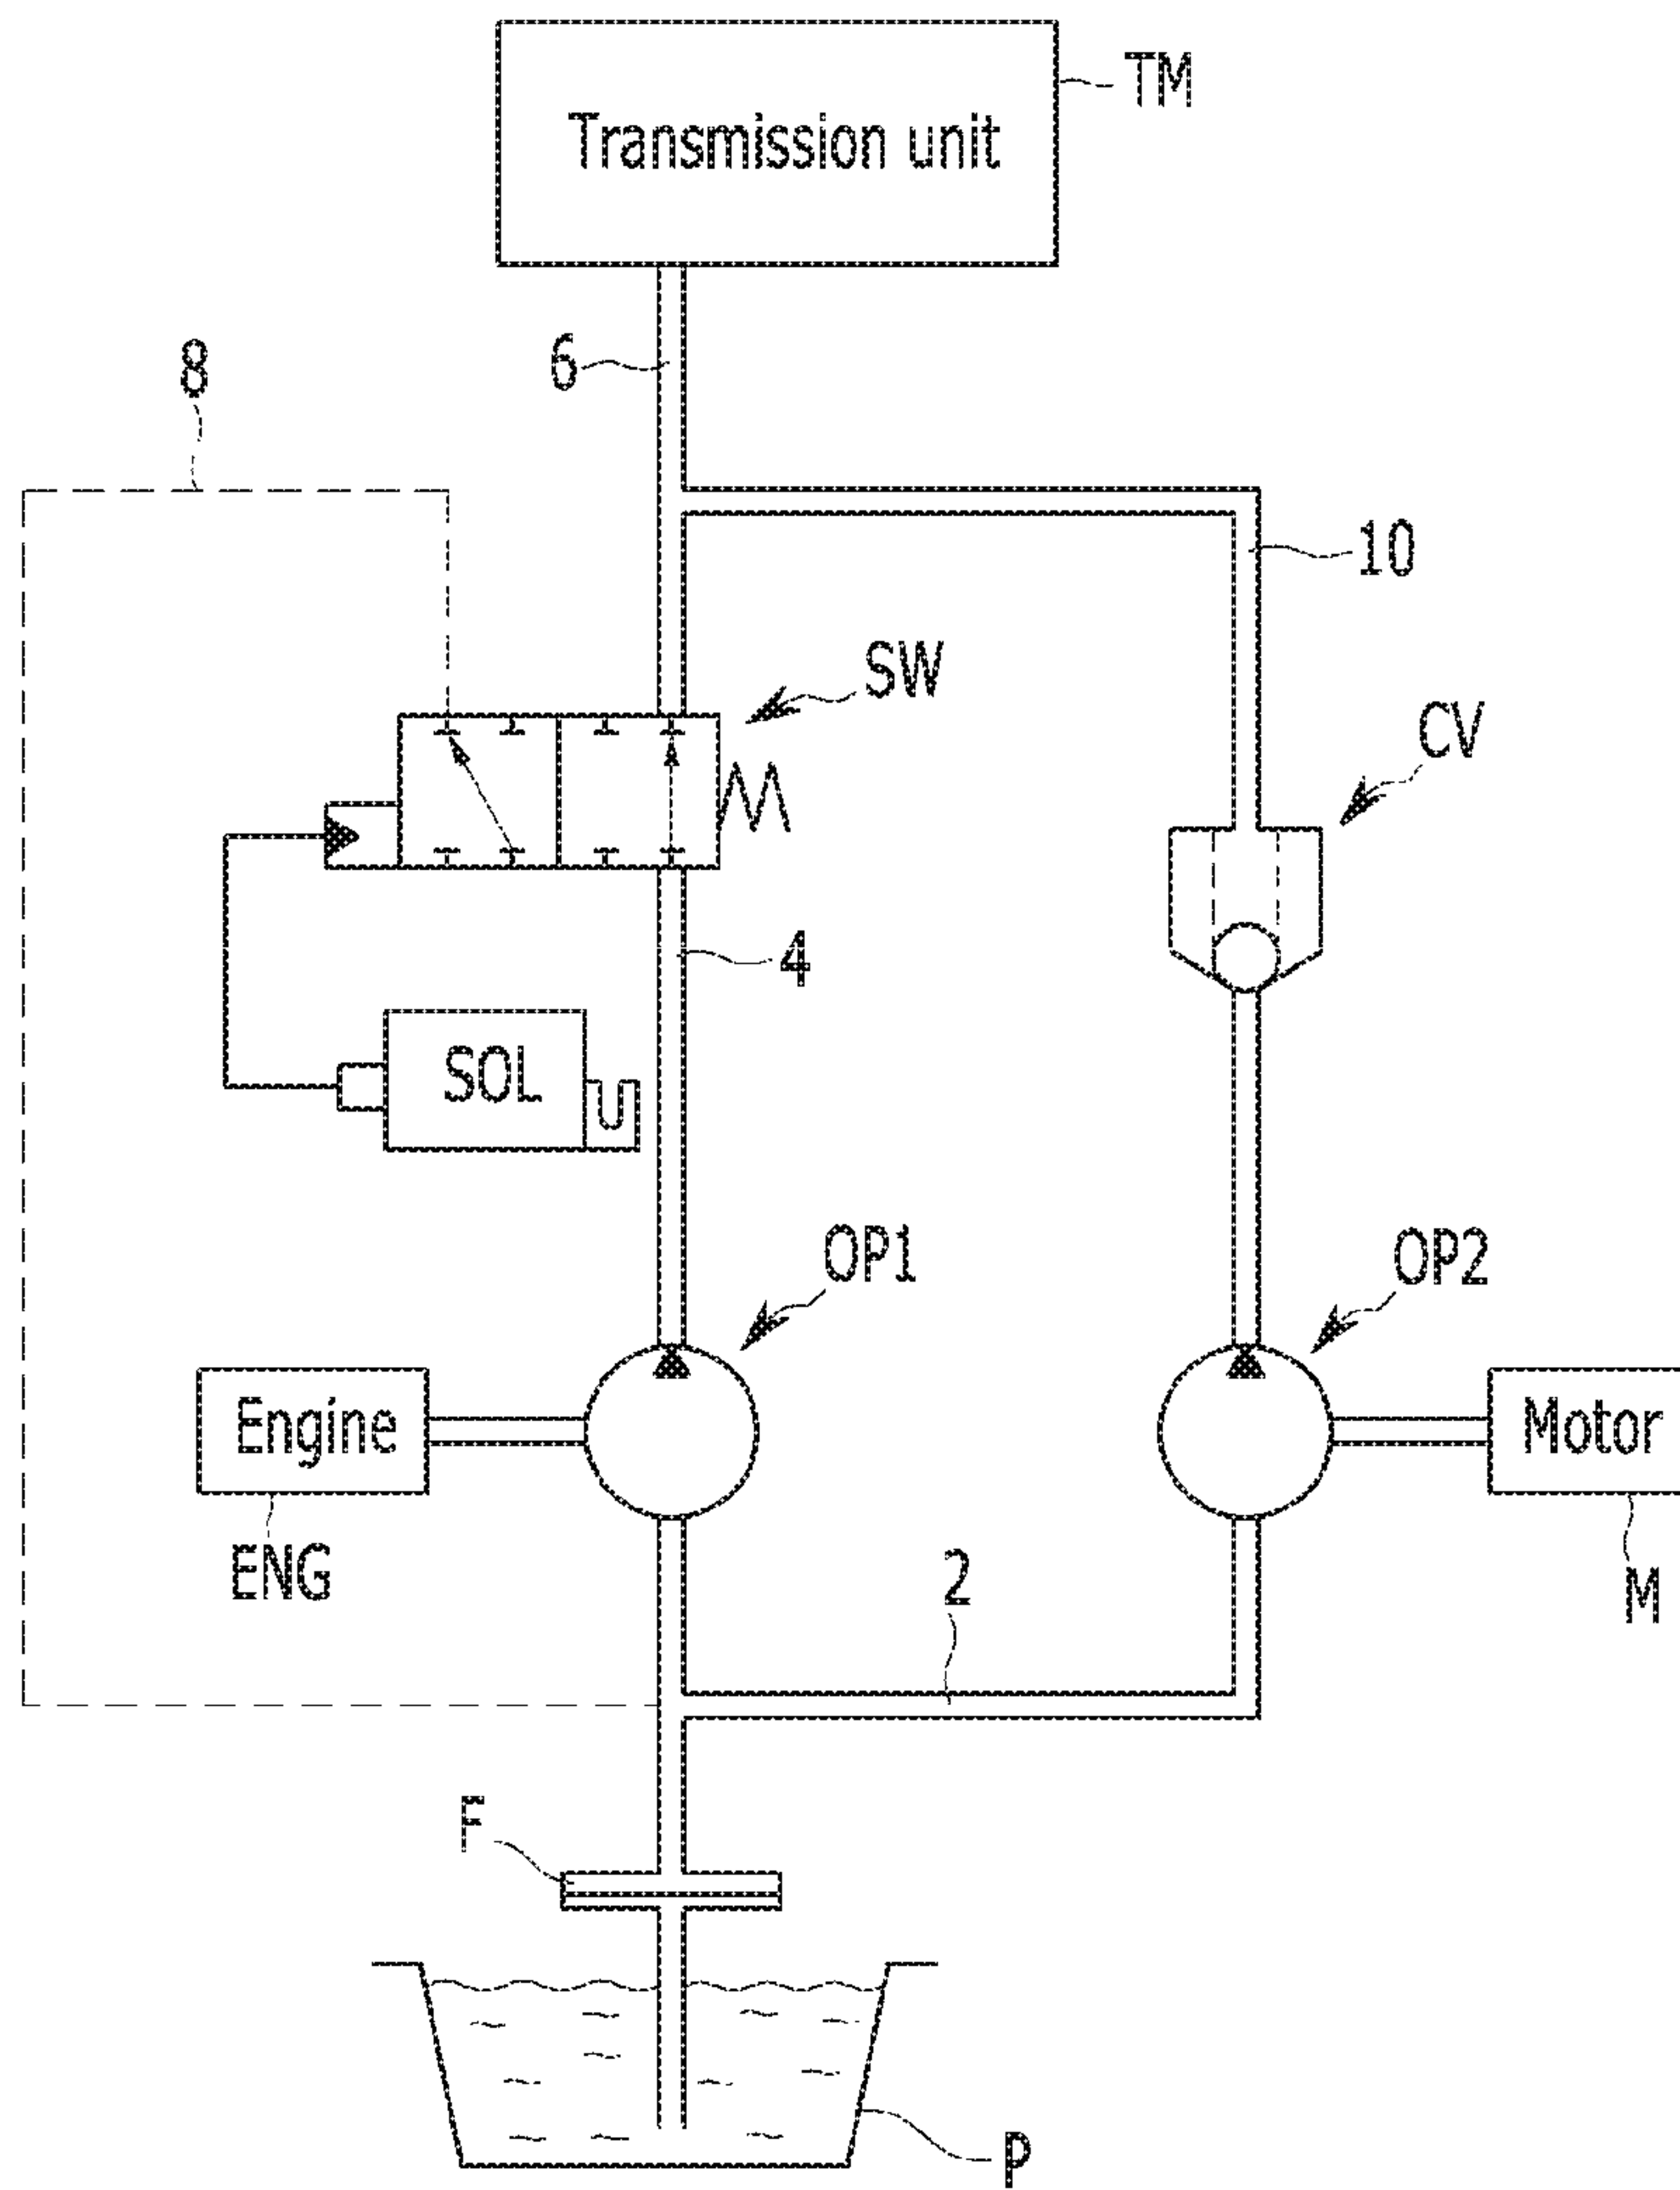 TM
Transmission unit
6
8
10
SW
CV
4
SOL
OP1
OP2
Engine
Motor
ENG
2
M
F
P